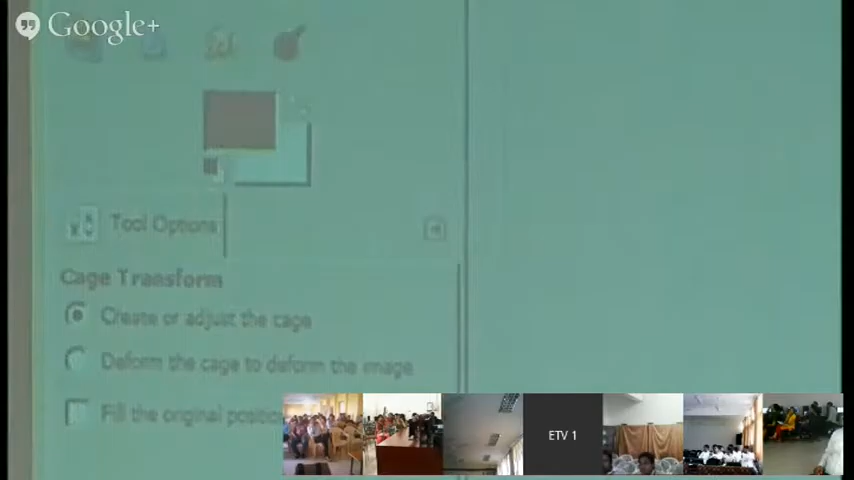 Google+
Tool Options
Cage Transform
Create or adjust the cage
Deform the cage to deform the image
Fill the original positio
ETV 1